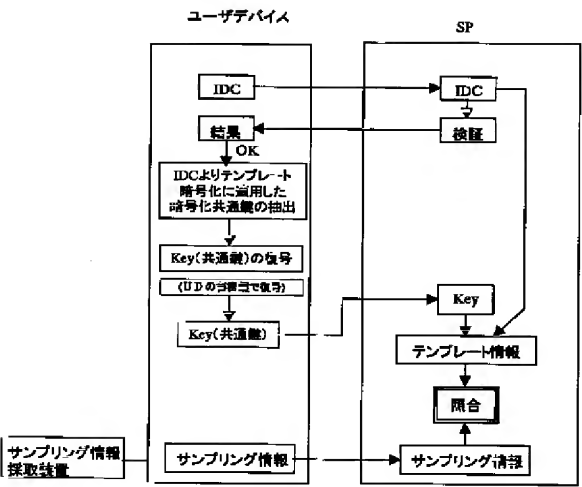 ユーザデバイス
SP
IDC
IDC
結果
検証
OK
IDCよりテンプレート
暗号化に適用した
暗号化共通鍵の抽出
Key(共通鍵)の復号
(UDの秘密鍵で復号)
Key
Key(共通鍵)
テンプレート情報
照合
サンプリング情報
採取装置
サンプリング情報
サンプリング情報